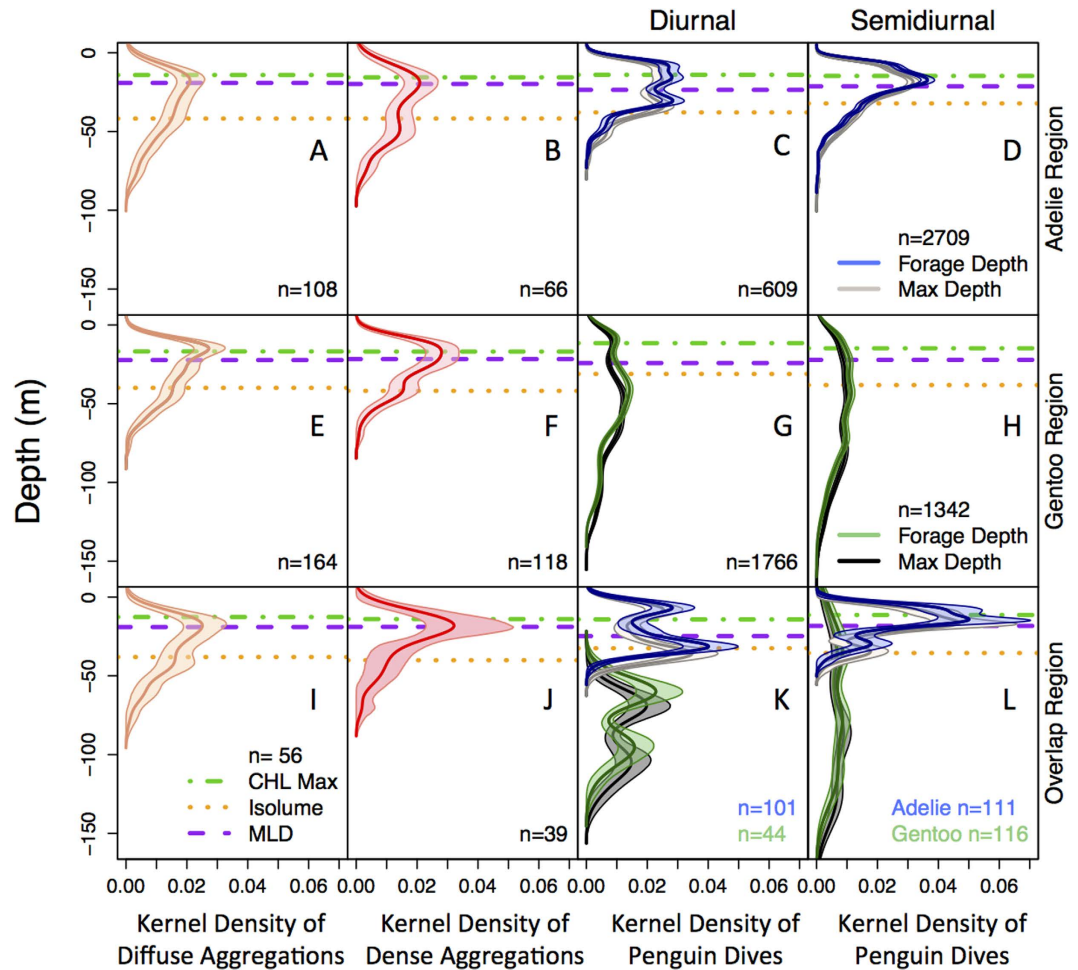 Diurnal
Semidiurnal
Depth (m)
0
−50
−100
−150
0
−50
−100
−150
0
−50
−100
−150
A
n=108
B
n=66
C
n=609
D
n=2709
Forage Depth
Max Depth
Adelie Region
E
n=164
F
n=118
G
n=1766
H
n=1342
Forage Depth
Max Depth
Gentoo Region
I
n= 56
CHL Max
Isolume
MLD
J
n=39
K
n=101
n=44
L
Adelie n=111
Gentoo n=116
Overlap Region
0.00 0.02 0.04 0.06
0.00 0.02 0.04 0.06
0.00 0.02 0.04 0.06
0.00 0.02 0.04 0.06
Kernel Density of
Diffuse Aggregations
Kernel Density of
Dense Aggregations
Kernel Density of
Penguin Dives
Kernel Density of
Penguin Dives